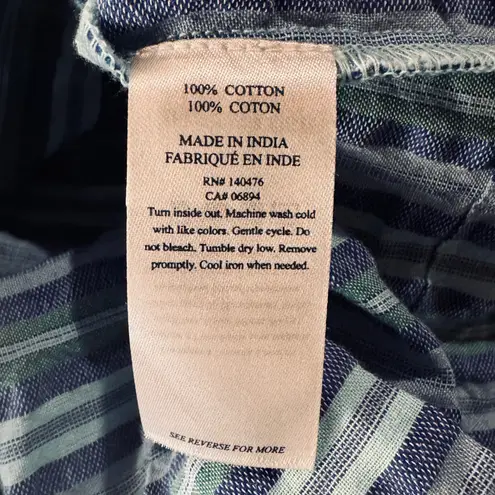 100% COTTON
100% COTON
MADE IN INDIA
FABRIQUÉ EN INDE
RN# 140476
CA# 06894
Turn inside out. Machine wash cold
with like colors. Gentle cycle. Do
not bleach. Tumble dry low. Remove
promptly. Cool iron when needed.
SEE REVERSE FOR MORE